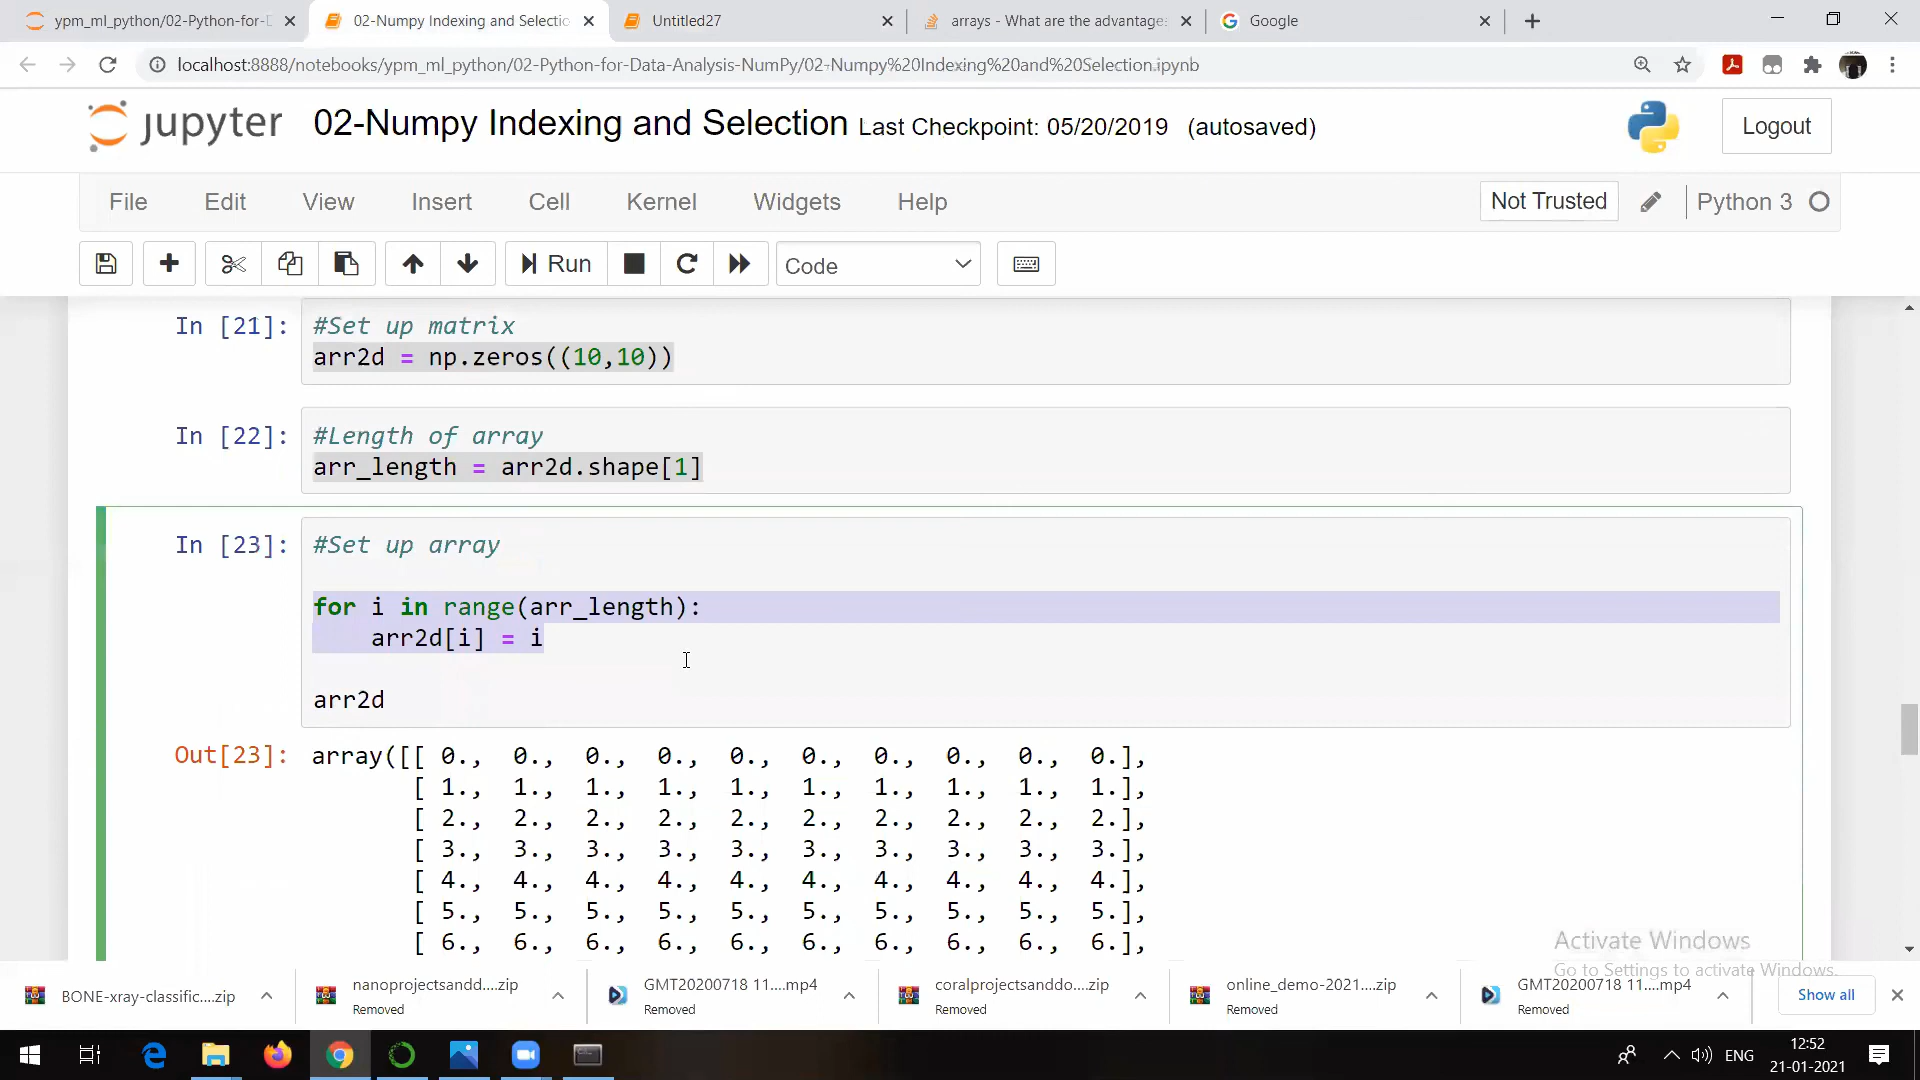 ypm_ml_python/02-Python-for-D
02-Numpy Indexing and Selectio
Untitled27
arrays - What are the advantage
Google
localhost:8888/notebooks/ypm_ml_python/02-Python-for-Data-Analysis-NumPy/02-Numpy%20Indexing%20and%20Selection.ipynb
jupyter 02-Numpy Indexing and Selection Last Checkpoint: 05/20/2019 (autosaved)
Logout
File Edit View Insert Cell Kernel Widgets Help
Not Trusted
Python 3
Run
Code
In [21]: #Set up matrix
arr2d = np.zeros((10,10))
In [22]: #Length of array
arr_length = arr2d.shape[1]
In [23]: #Set up array
for i in range(arr_length):
arr2d[i] = i
arr2d
Out[23]: array([[ 0., 0., 0., 0., 0., 0., 0., 0., 0., 0.],
[ 1., 1., 1., 1., 1., 1., 1., 1., 1., 1.],
[ 2., 2., 2., 2., 2., 2., 2., 2., 2., 2.],
[ 3., 3., 3., 3., 3., 3., 3., 3., 3., 3.],
[ 4., 4., 4., 4., 4., 4., 4., 4., 4., 4.],
[ 5., 5., 5., 5., 5., 5., 5., 5., 5., 5.],
[ 6., 6., 6., 6., 6., 6., 6., 6., 6., 6.],
Activate Windows
Go to Settings to activate Windows.
BONE-xray-classific....zip
nanoprojectsandd....zip
Removed
GMT20200718 11....mp4
Removed
coralprojectsanddo....zip
Removed
online_demo-2021....zip
Removed
GMT20200718 11....mp4
Removed
Show all
ENG
12:52
21-01-2021